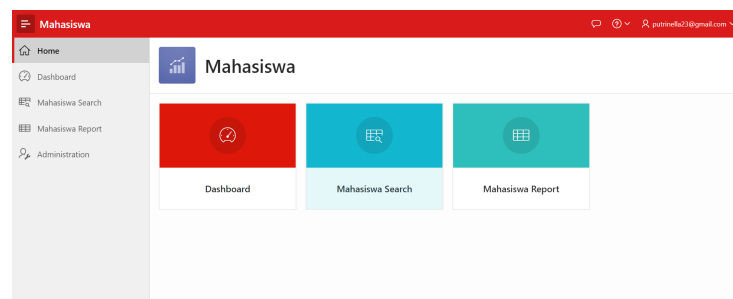 Mahasiswa
putrinella23@gmail.com
Home
Dashboard
Mahasiswa Search
Mahasiswa Report
Administration
Mahasiswa
Dashboard
Mahasiswa Search
Mahasiswa Report